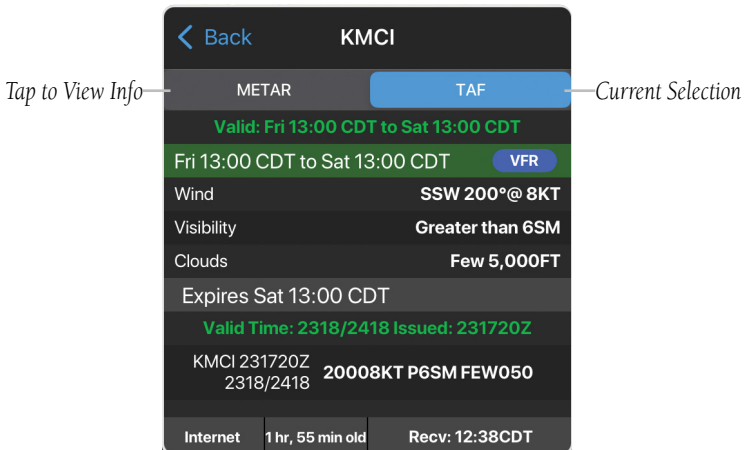 Back KMCI
Tap to View Info METAR TAF Current Selection
Valid: Fri 13:00 CDT to Sat 13:00 CDT
Fri 13:00 CDT to Sat 13:00 CDT VFR
Wind SSW 200°@ 8KT
Visibility Greater than 6SM
Clouds Few 5,000FT
Expires Sat 13:00 CDT
Valid Time: 2318/2418 Issued: 231720Z
KMCI 231720Z
2318/2418 20008KT P6SM FEW050
Internet 1 hr, 55 min old Recv: 12:38CDT